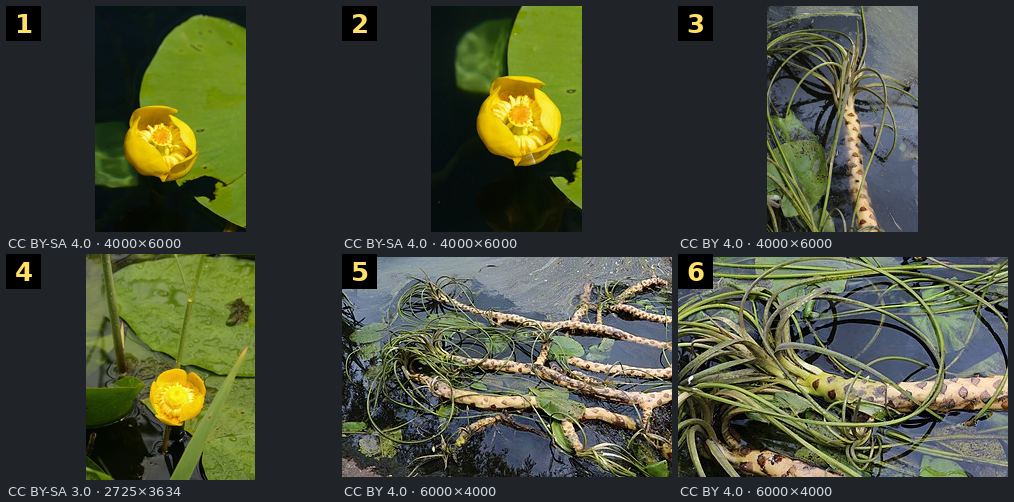 1
2
3
CC BY-SA 4.0 · 4000×6000
CC BY-SA 4.0 · 4000×6000
CC BY 4.0 · 4000×6000
4
5
6
CC BY-SA 3.0 · 2725×3634
CC BY 4.0 · 6000×4000
CC BY 4.0 · 6000×4000